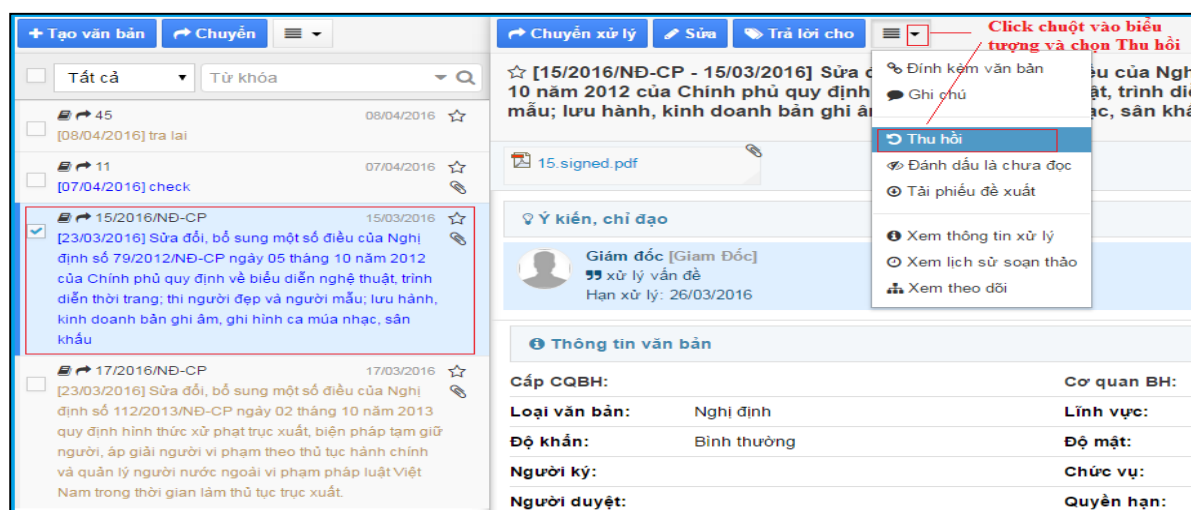 Tạo văn bản
Chuyển
Tất cả
Từ khóa
45
08/04/2016
[08/04/2016] tra lai
11
07/04/2016
[07/04/2016] check
15/2016/NĐ-CP
15/03/2016
[23/03/2016] Sửa đổi, bổ sung một số điều của Nghị
định số 79/2012/NĐ-CP ngày 05 tháng 10 năm 2012
của Chính phủ quy định về biểu diễn nghệ thuật, trình
diễn thời trang; thi người đẹp và người mẫu; lưu hành,
kinh doanh bản ghi âm, ghi hình ca múa nhạc, sân
khấu
17/2016/NĐ-CP
17/03/2016
[23/03/2016] Sửa đổi, bổ sung một số điều của Nghị
định số 112/2013/NĐ-CP ngày 02 tháng 10 năm 2013
quy định hình thức xử phạt trục xuất, biện pháp tạm giữ
người, áp giải người vi phạm theo thủ tục hành chính
và quản lý người nước ngoài vi phạm pháp luật Việt
Nam trong thời gian làm thủ tục trục xuất.
Chuyển xử lý
Sửa
Trả lời cho
Click chuột vào biểu
tượng và chọn Thu hồi
[15/2016/NĐ-CP - 15/03/2016] Sửa của Ngh
10 năm 2012 của Chính phủ quy định ật, trình di
mẫu; lưu hành, kinh doanh bản ghi ạc, sân kh
Đính kèm văn bản
Ghi chú
Thu hồi
Đánh dấu là chưa đọc
Tải phiếu đề xuất
Xem thông tin xử lý
Xem lịch sử soạn thảo
Xem theo dõi
15.signed.pdf
Ý kiến, chỉ đạo
Giám đốc [Giam Đốc]
xử lý vấn đề
Hạn xử lý: 26/03/2016
Thông tin văn bản
Cấp CQBH: Cơ quan BH:
Loại văn bản: Nghị định Lĩnh vực:
Độ khẩn: Bình thường Độ mật:
Người ký: Chức vụ:
Người duyệt: Quyền hạn: